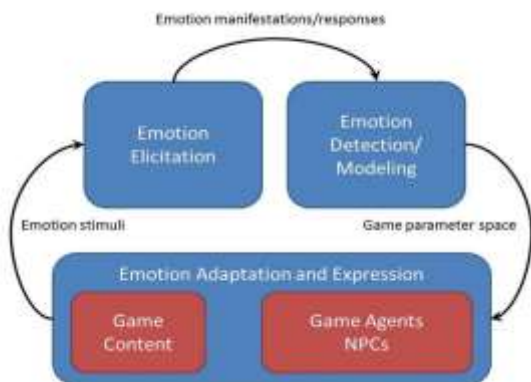 Emotion manifestations/responses
Emotion
Elicitation
Emotion
Detection/
Modeling
Emotion stimuli
Game parameter space
Emotion Adaptation and Expression
Game
Content
Game Agents
NPCs